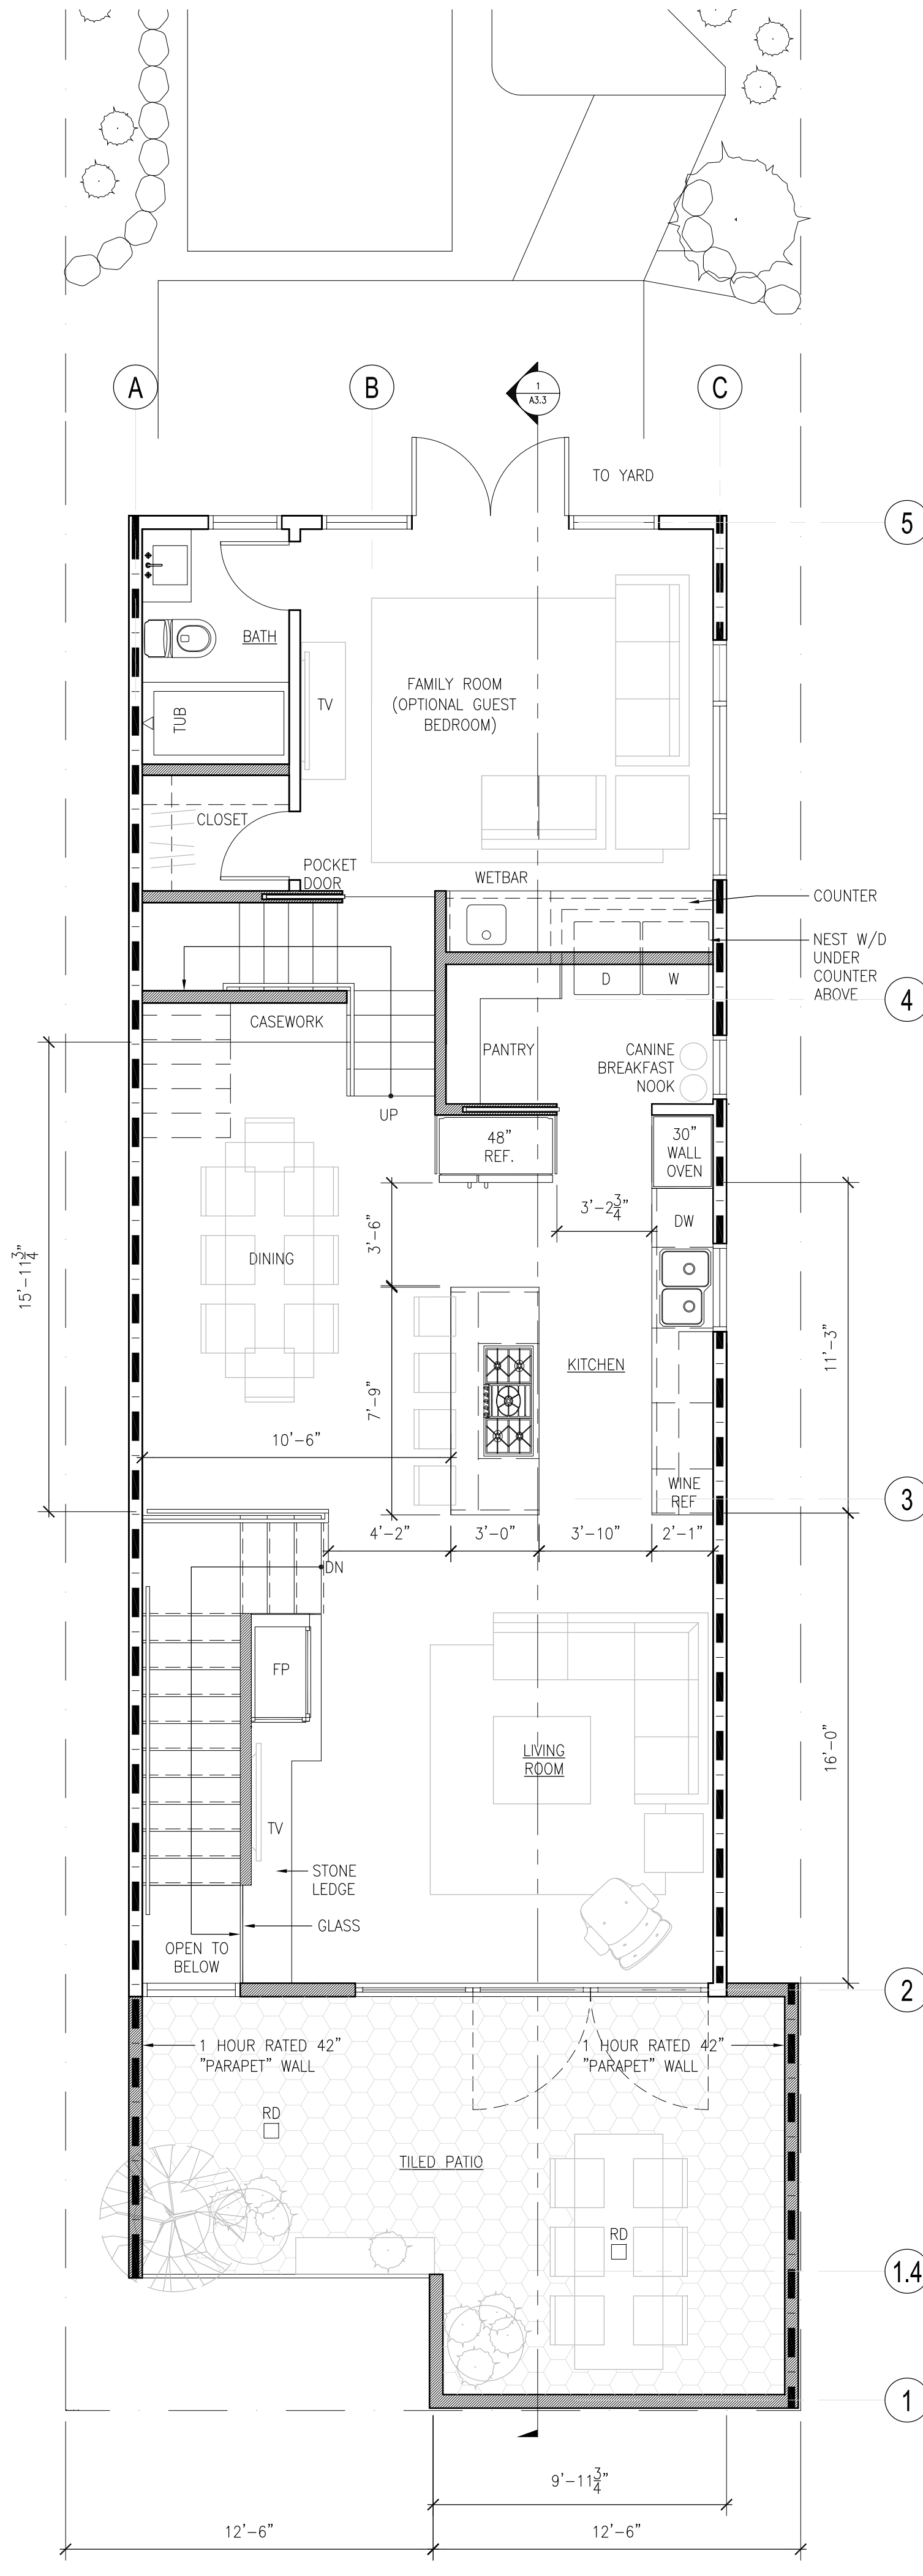 A
B
1
A3.3
C
TO YARD
5
BATH
TUB
TV
FAMILY ROOM
(OPTIONAL GUEST
BEDROOM)
CLOSET
POCKET
DOOR
WETBAR
COUNTER
NEST W/D
UNDER
COUNTER
ABOVE
D
W
4
CASEWORK
PANTRY
CANINE
BREAKFAST
NOOK
UP
48"
REF.
30"
WALL
OVEN
3'-2 3/4"
DW
3'-6"
DINING
15'-11 3/4"
11'-3"
KITCHEN
7'-9"
10'-6"
WINE
REF
3
4'-2"
3'-0"
3'-10"
2'-1"
DN
FP
LIVING
ROOM
16'-0"
TV
STONE
LEDGE
GLASS
OPEN TO
BELOW
2
1 HOUR RATED 42"
"PARAPET" WALL
1 HOUR RATED 42"
"PARAPET" WALL
RD
TILED PATIO
RD
1.4
1
9'-11 3/4"
12'-6"
12'-6"